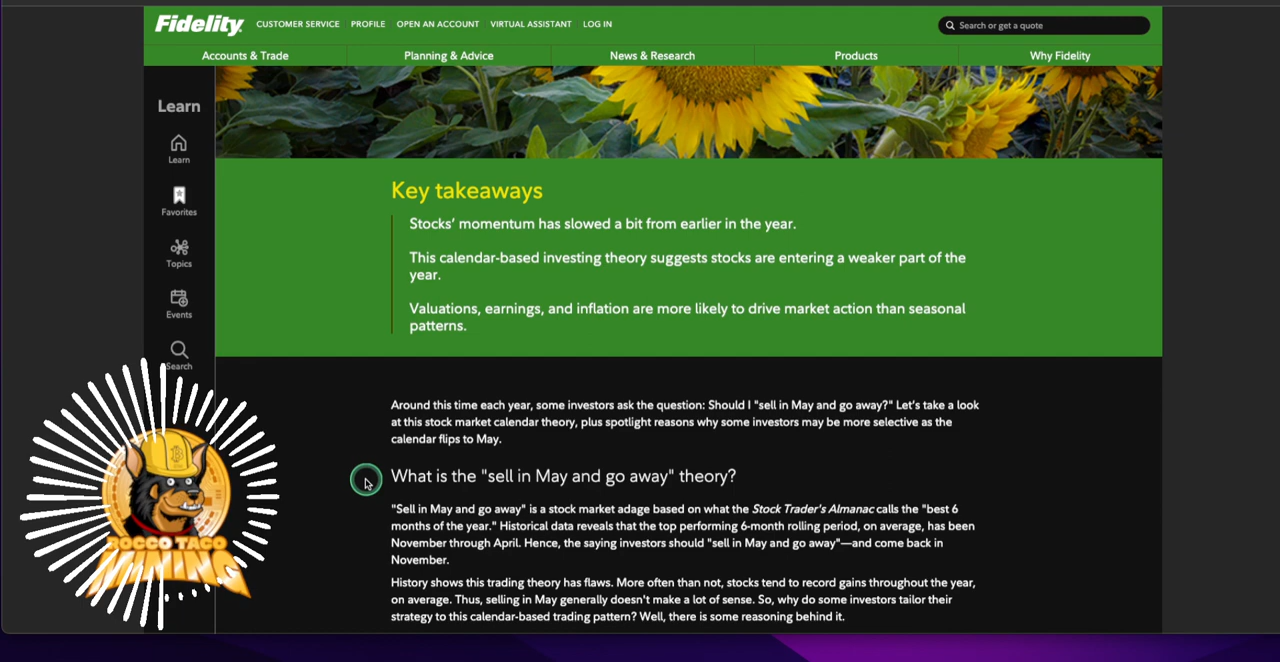 Fidelity
CUSTOMER SERVICE PROFILE OPEN AN ACCOUNT VIRTUAL ASSISTANT LOG IN
Search or get a quote
Accounts & Trade Planning & Advice News & Research Products Why Fidelity
Learn
Learn
Favorites
Topics
Events
Search
Key takeaways
Stocks' momentum has slowed a bit from earlier in the year.
This calendar-based investing theory suggests stocks are entering a weaker part of the
year.
Valuations, earnings, and inflation are more likely to drive market action than seasonal
patterns.
Around this time each year, some investors ask the question: Should I "sell in May and go away?" Let's take a look
at this stock market calendar theory, plus spotlight reasons why some investors may be more selective as the
calendar flips to May.
What is the "sell in May and go away" theory?
"Sell in May and go away" is a stock market adage based on what the Stock Trader's Almanac calls the "best 6
months of the year." Historical data reveals that the top performing 6-month rolling period, on average, has been
November through April. Hence, the saying investors should "sell in May and go away"—and come back in
November.
History shows this trading theory has flaws. More often than not, stocks tend to record gains throughout the year,
on average. Thus, selling in May generally doesn't make a lot of sense. So, why do some investors tailor their
strategy to this calendar-based trading pattern? Well, there is some reasoning behind it.
ROCCO TACO
MINING